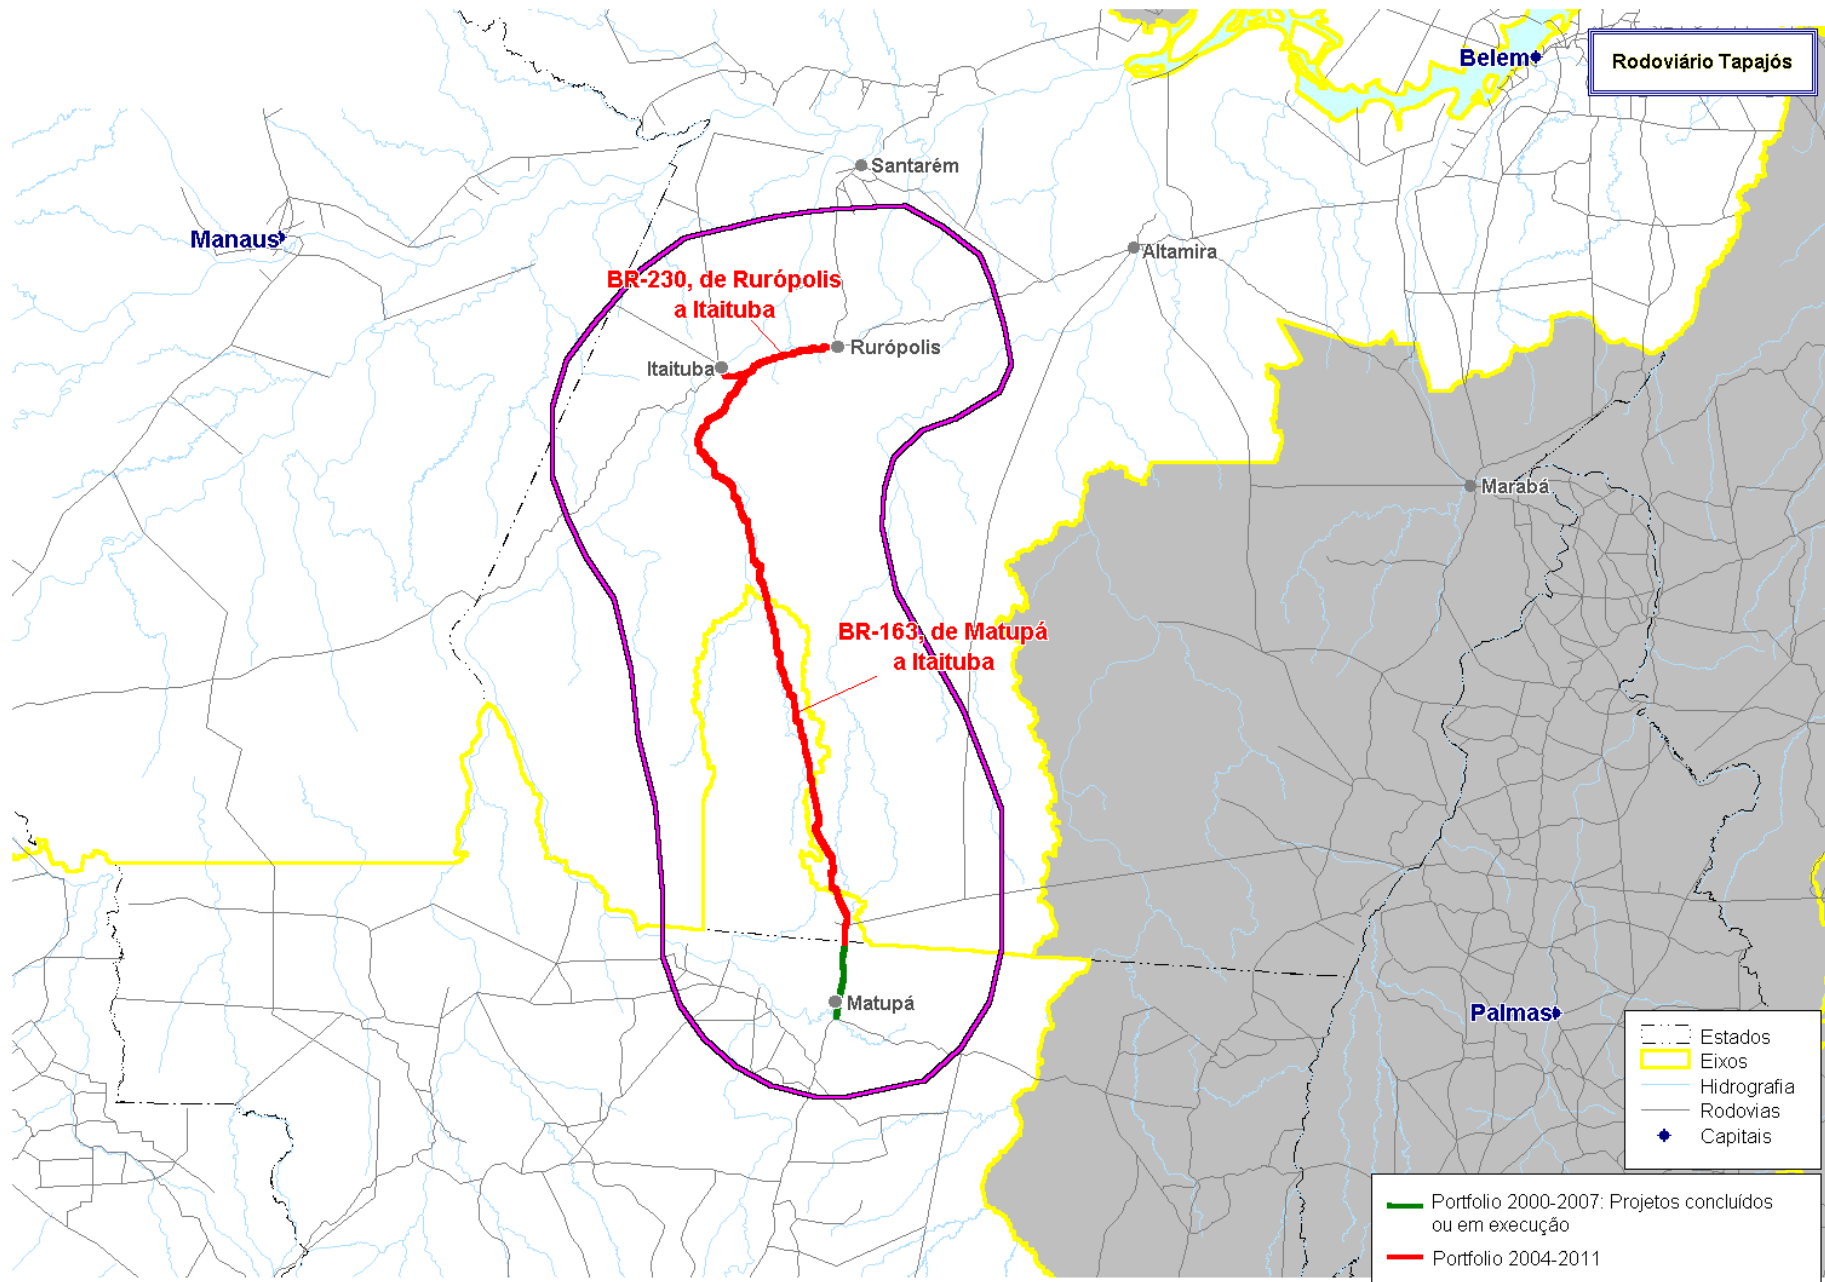 Belem
Rodoviário Tapajós
Santarém
Manaus
Altamira
BR-230, de Rurópolis
a Itaituba
Rurópolis
Itaituba
Marabá
BR-163, de Matupá
a Itaituba
Matupá
Palmas
Estados
Eixos
Hidrografia
Rodovias
Capitais
Portfolio 2000-2007: Projetos concluídos
ou em execução
Portfolio 2004-2011